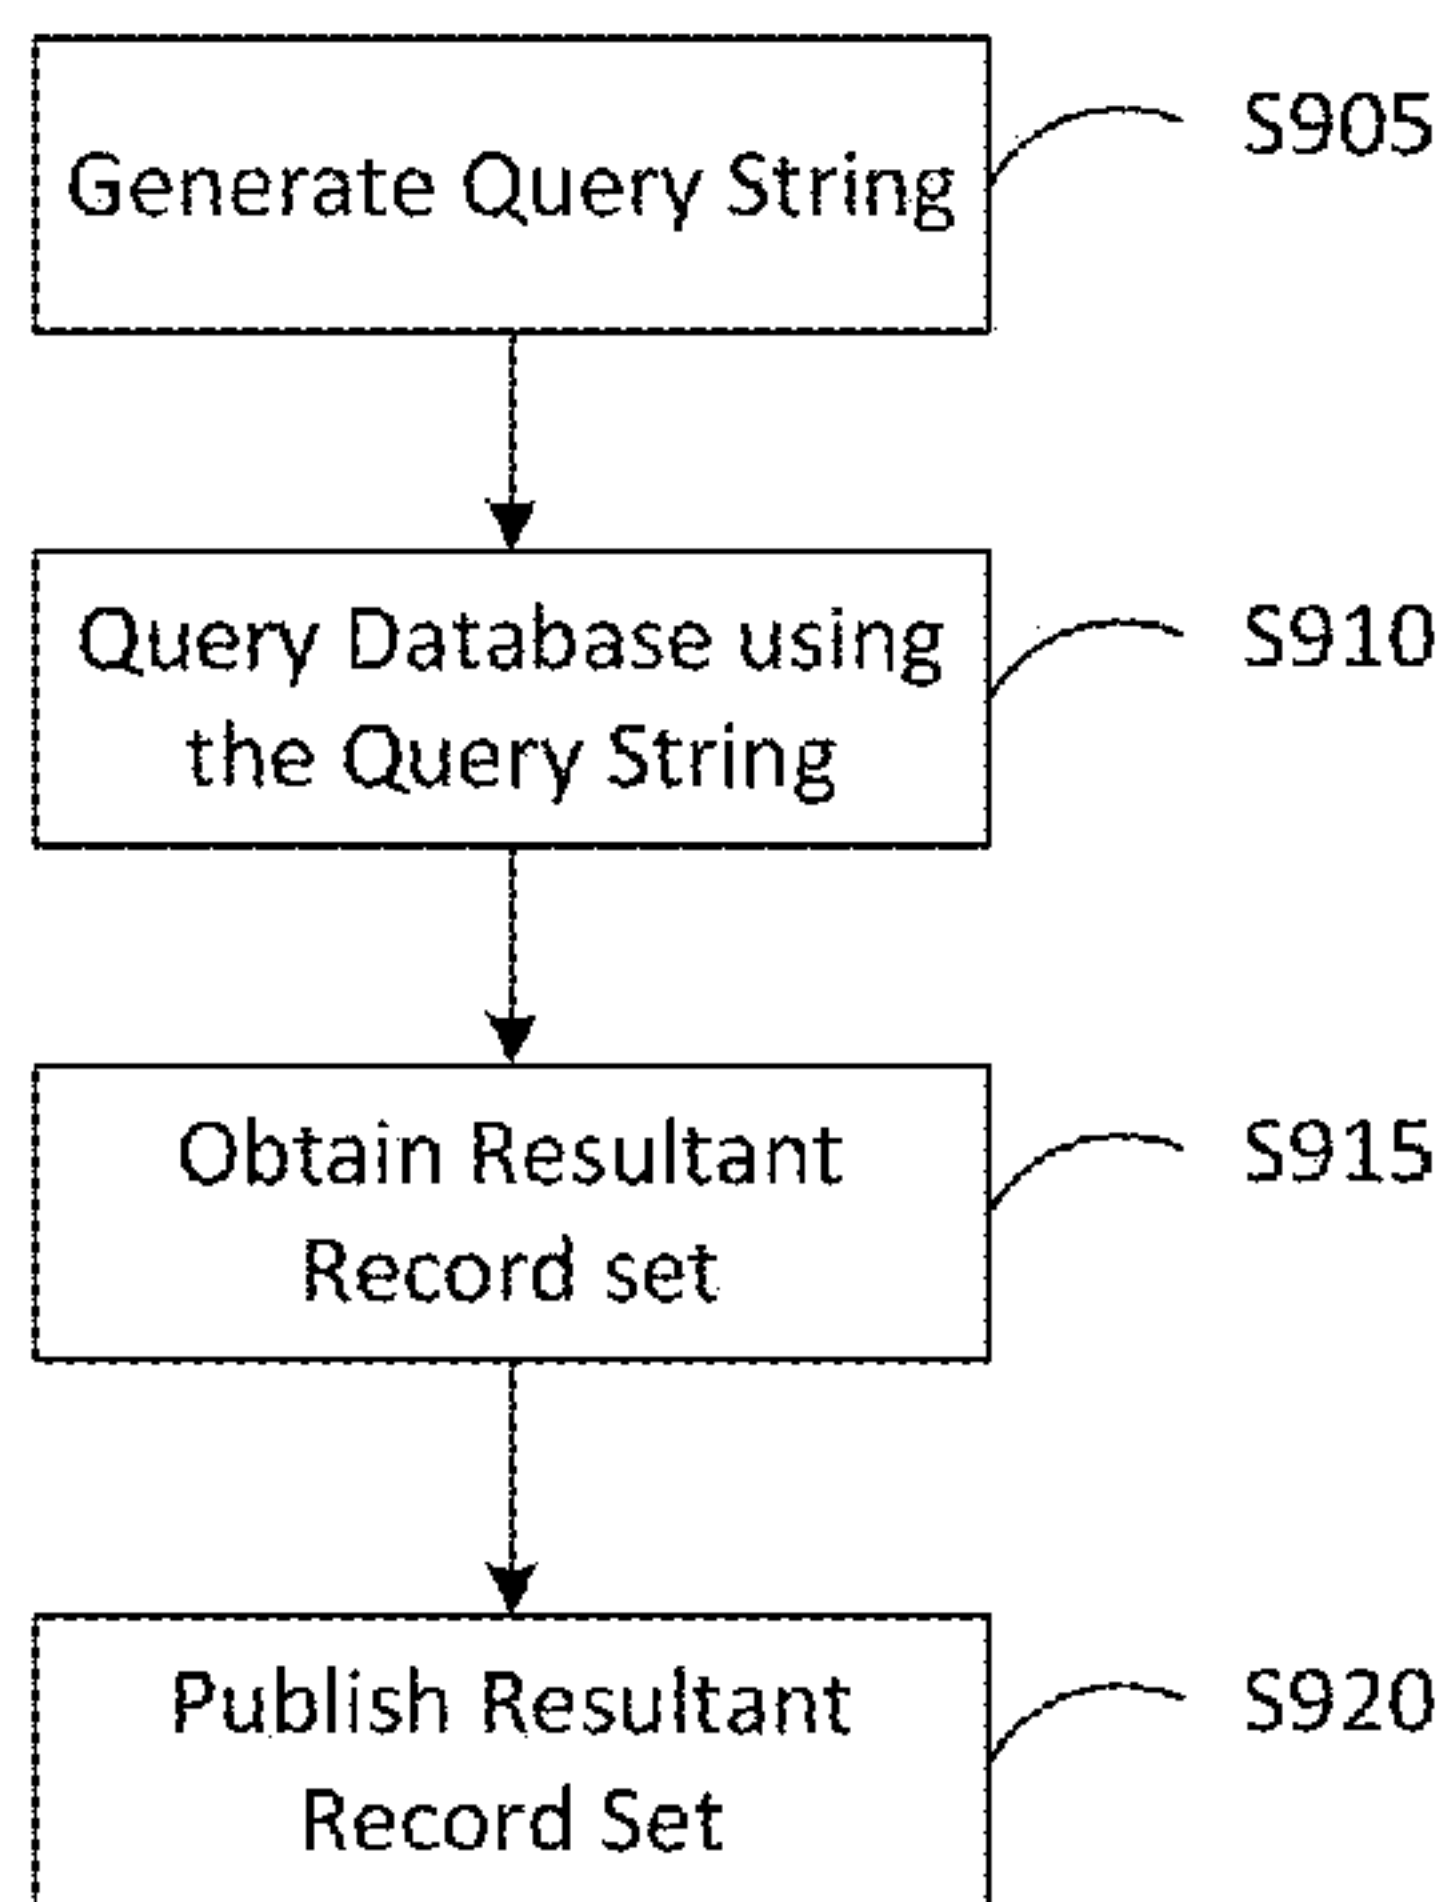 Generate Query String
S905
Query Database using
the Query String
S910
Obtain Resultant
Record set
S915
Publish Resultant
Record Set
S920